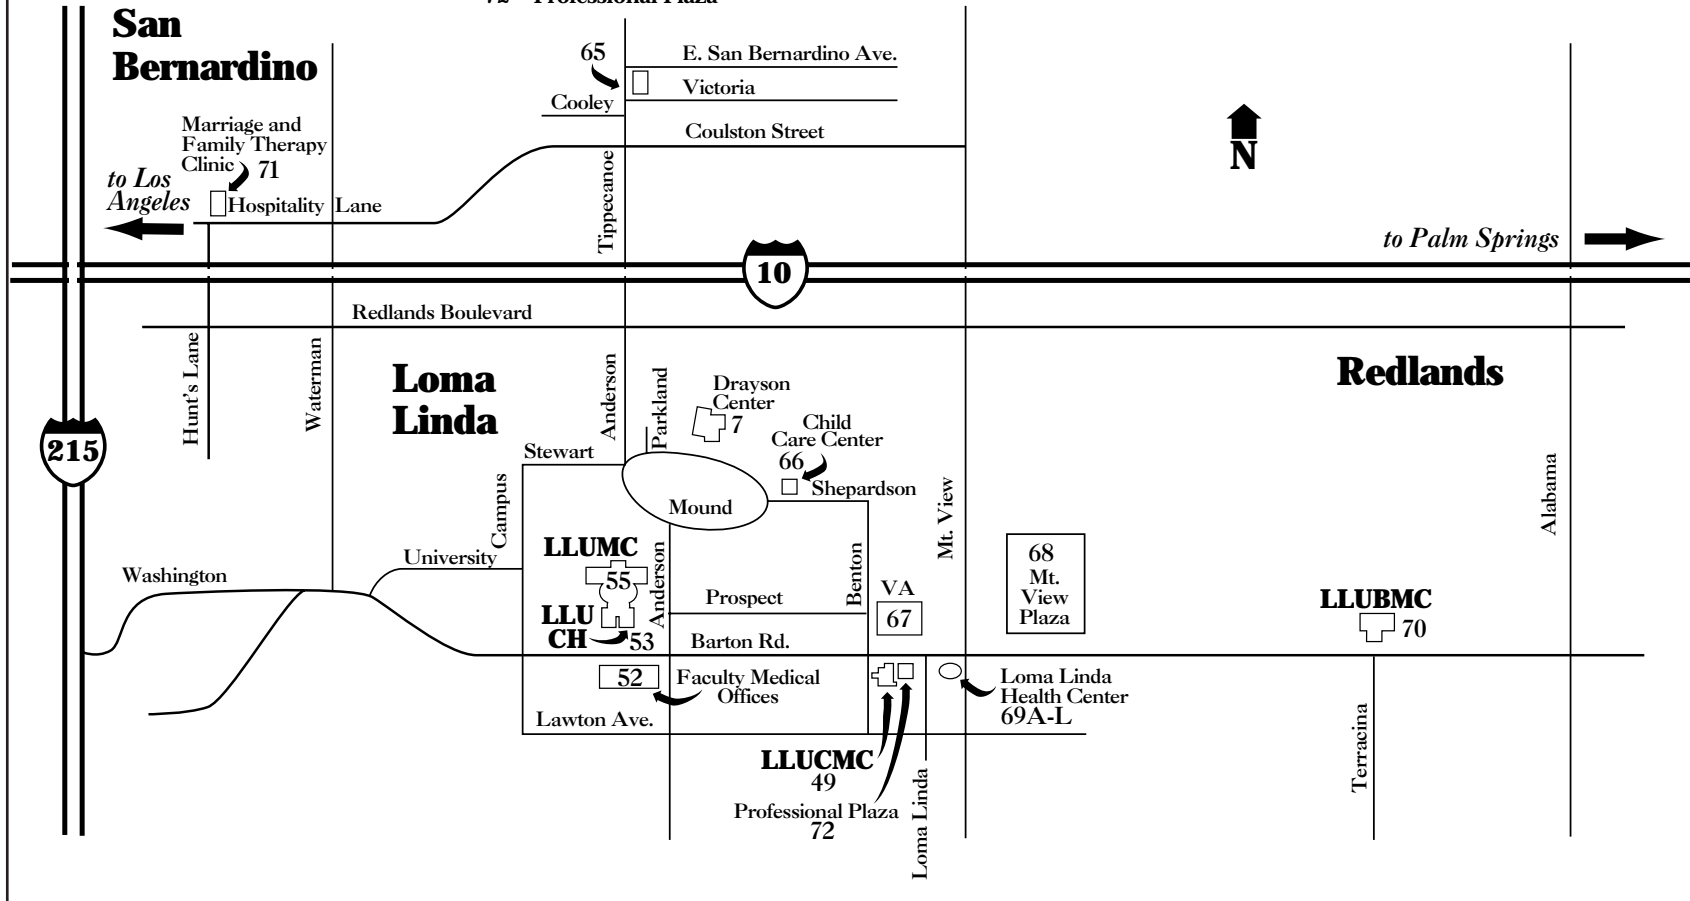 72 Professional Plaza
San
Bernardino
65
E. San Bernardino Ave.
Victoria
Cooley
Coulston Street
Marriage and
Family Therapy
Clinic
71
to Los
Angeles
Hospitality Lane
Tippecanoe
N
to Palm Springs
10
Redlands Boulevard
Hunt's Lane
Waterman
Loma
Linda
Anderson
Parkland
Drayson
Center
7
Child
Care Center
66
Redlands
215
Stewart
Shepardson
Mound
Campus
Mt. View
Alabama
University
LLUMC
55
Anderson
Benton
68
Mt.
View
Plaza
Washington
Prospect
VA
67
LLUBMC
70
LLU
CH
53
Barton Rd.
52
Faculty Medical
Offices
Loma Linda
Health Center
69A-L
Lawton Ave.
LLUCMC
49
Professional Plaza
72
Loma Linda
Terracina